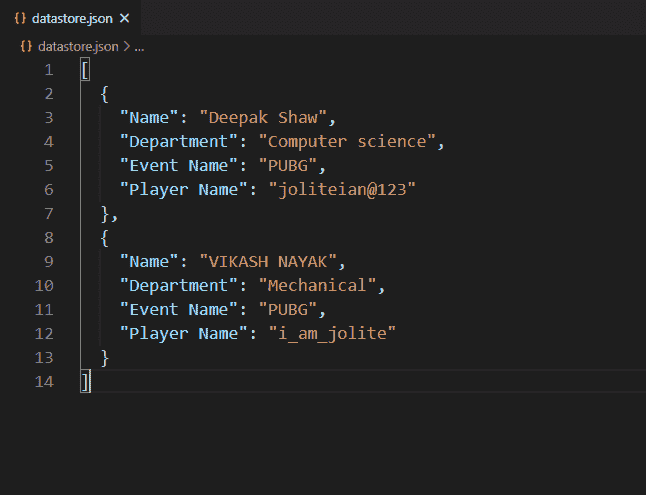 {} datastore.json ✕
{} datastore.json > ...
1 [
2 {
3 "Name": "Deepak Shaw",
4 "Department": "Computer science",
5 "Event Name": "PUBG",
6 "Player Name": "joliteian@123"
7 },
8 {
9 "Name": "VIKASH NAYAK",
10 "Department": "Mechanical",
11 "Event Name": "PUBG",
12 "Player Name": "i_am_jolite"
13 }
14 ]